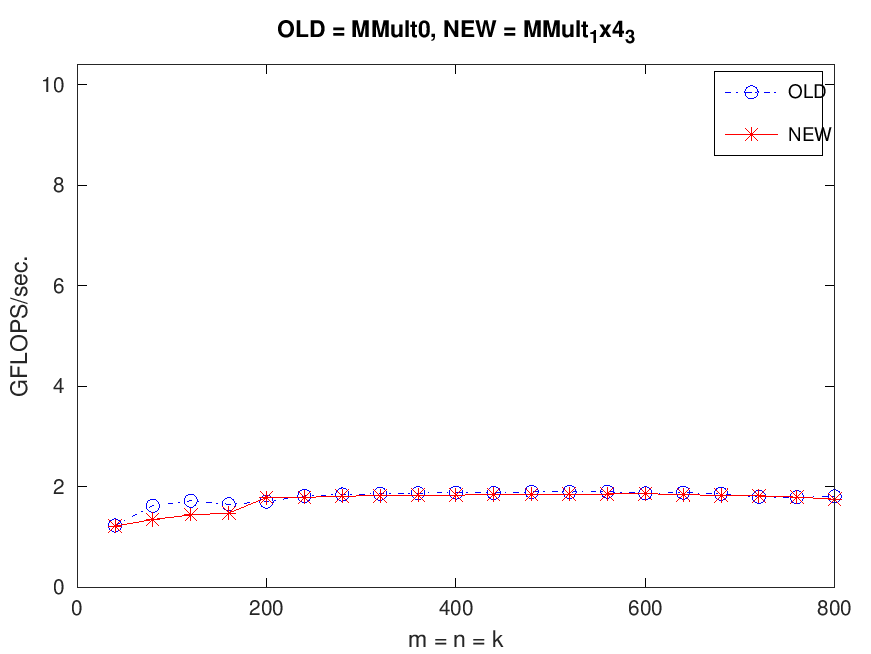 OLD = MMult0, NEW = MMult₁x4₃
10
8
6
4
2
0
GFLOPS/sec.
OLD
NEW
0 200 400 600 800
m = n = k